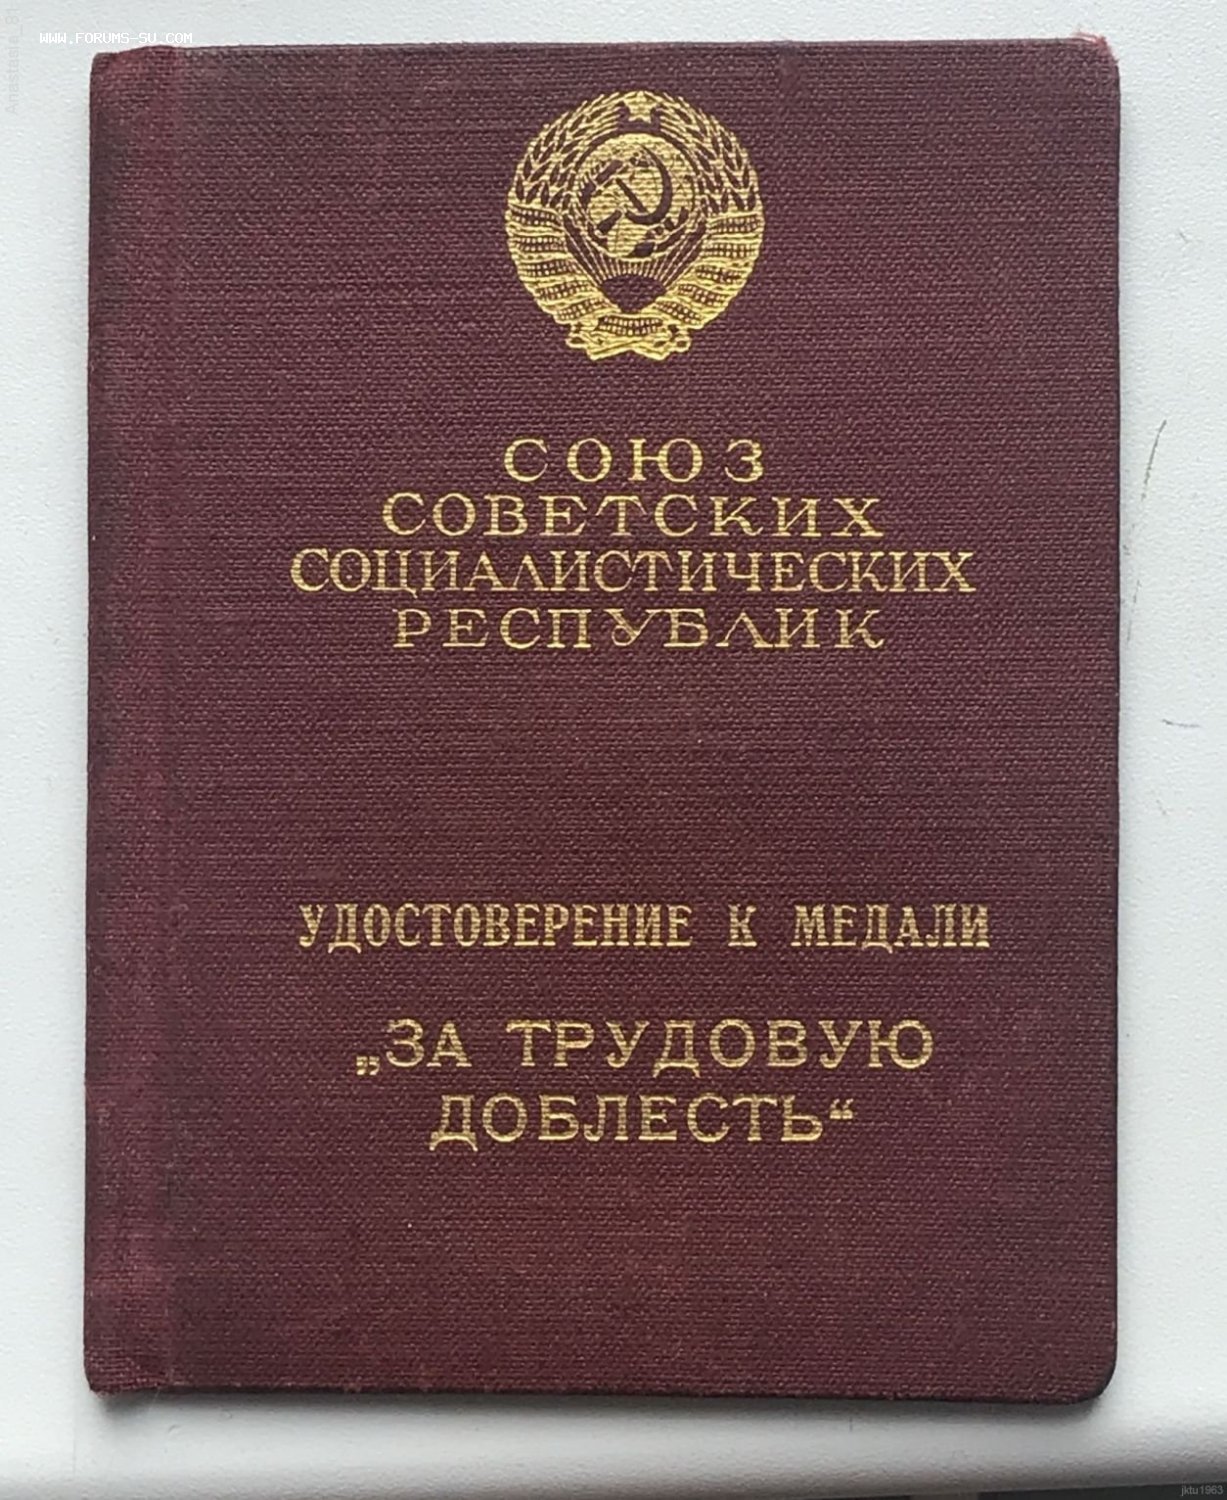 WWW.FORUMS-SU.COM
СОЮЗ
СОВЕТСКИХ
СОЦИАЛИСТИЧЕСКИХ
РЕСПУБЛИК
УДОСТОВЕРЕНИЕ К МЕДАЛИ
„ЗА ТРУДОВУЮ
ДОБЛЕСТЬ“
jktu1963